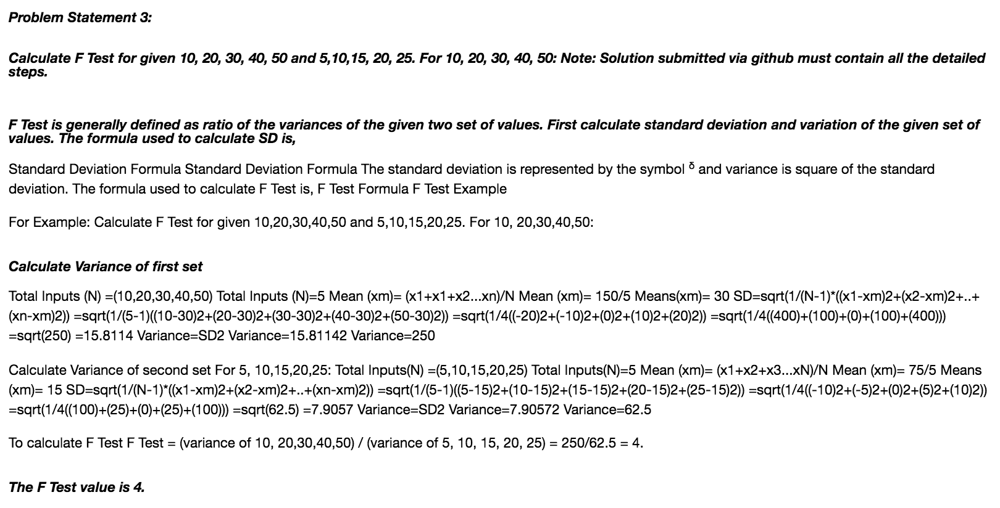 Problem Statement 3:
Calculate F Test for given 10, 20, 30, 40, 50 and 5,10,15, 20, 25. For 10, 20, 30, 40, 50: Note: Solution submitted via github must contain all the detailed
steps.
F Test is generally defined as ratio of the variances of the given two set of values. First calculate standard deviation and variation of the given set of
values. The formula used to calculate SD is,
Standard Deviation Formula Standard Deviation Formula The standard deviation is represented by the symbol δ and variance is square of the standard
deviation. The formula used to calculate F Test is, F Test Formula F Test Example
For Example: Calculate F Test for given 10,20,30,40,50 and 5,10,15,20,25. For 10, 20,30,40,50:
Calculate Variance of first set
Total Inputs (N) =(10,20,30,40,50) Total Inputs (N)=5 Mean (xm)= (x1+x1+x2...xn)/N Mean (xm)= 150/5 Means(xm)= 30 SD=sqrt(1/(N-1)*((x1-xm)2+(x2-xm)2+..+
(xn-xm)2)) =sqrt(1/(5-1)((10-30)2+(20-30)2+(30-30)2+(40-30)2+(50-30)2)) =sqrt(1/4((-20)2+(-10)2+(0)2+(10)2+(20)2)) =sqrt(1/4((400)+(100)+(0)+(100)+(400)))
=sqrt(250) =15.8114 Variance=SD2 Variance=15.81142 Variance=250
Calculate Variance of second set For 5, 10,15,20,25: Total Inputs(N) =(5,10,15,20,25) Total Inputs(N)=5 Mean (xm)= (x1+x2+x3...xN)/N Mean (xm)= 75/5 Means
(xm)= 15 SD=sqrt(1/(N-1)*((x1-xm)2+(x2-xm)2+..+(xn-xm)2)) =sqrt(1/(5-1)((5-15)2+(10-15)2+(15-15)2+(20-15)2+(25-15)2)) =sqrt(1/4((-10)2+(-5)2+(0)2+(5)2+(10)2))
=sqrt(1/4((100)+(25)+(0)+(25)+(100))) =sqrt(62.5) =7.9057 Variance=SD2 Variance=7.90572 Variance=62.5
To calculate F Test F Test = (variance of 10, 20,30,40,50) / (variance of 5, 10, 15, 20, 25) = 250/62.5 = 4.
The F Test value is 4.